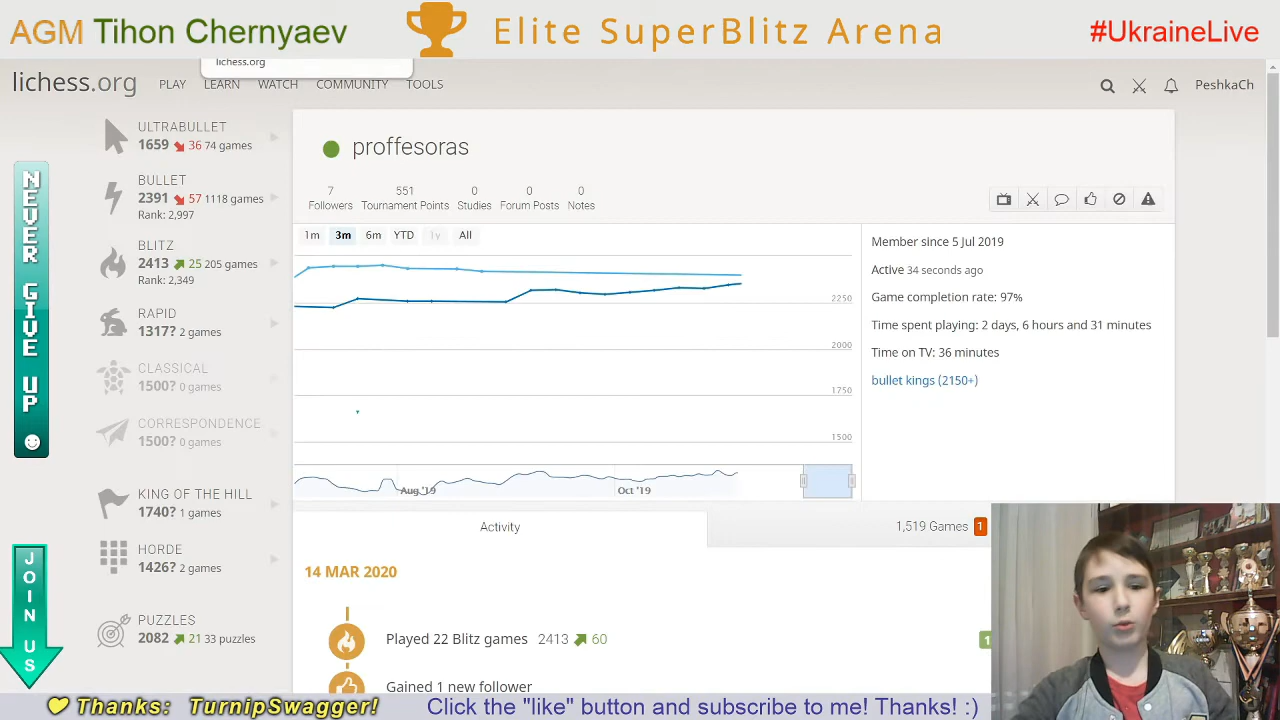 AGM Tihon Chernyaev
Elite SuperBlitz Arena
#UkraineLive
lichess.org
lichess.org
PLAY LEARN WATCH COMMUNITY TOOLS
PeshkaCh
NEVER GIVE UP
JOIN US
ULTRABULLET
1659 36 74 games
BULLET
2391 57 1118 games
Rank: 2,997
BLITZ
2413 25 205 games
Rank: 2,349
RAPID
1317? 2 games
CLASSICAL
1500? 0 games
CORRESPONDENCE
1500? 0 games
KING OF THE HILL
1740? 1 games
HORDE
1426? 2 games
PUZZLES
2082 21 33 puzzles
proffesoras
7 551 0 0 0
Followers Tournament Points Studies Forum Posts Notes
1m 3m 6m YTD 1y All
2250
2000
1750
1500
Aug '19 Oct '19
Member since 5 Jul 2019
Active 34 seconds ago
Game completion rate: 97%
Time spent playing: 2 days, 6 hours and 31 minutes
Time on TV: 36 minutes
bullet kings (2150+)
Activity
1,519 Games 1
14 MAR 2020
Played 22 Blitz games 2413 60
1
Gained 1 new follower
Thanks: TurnipSwagger!
Click the "like" button and subscribe to me! Thanks! :)